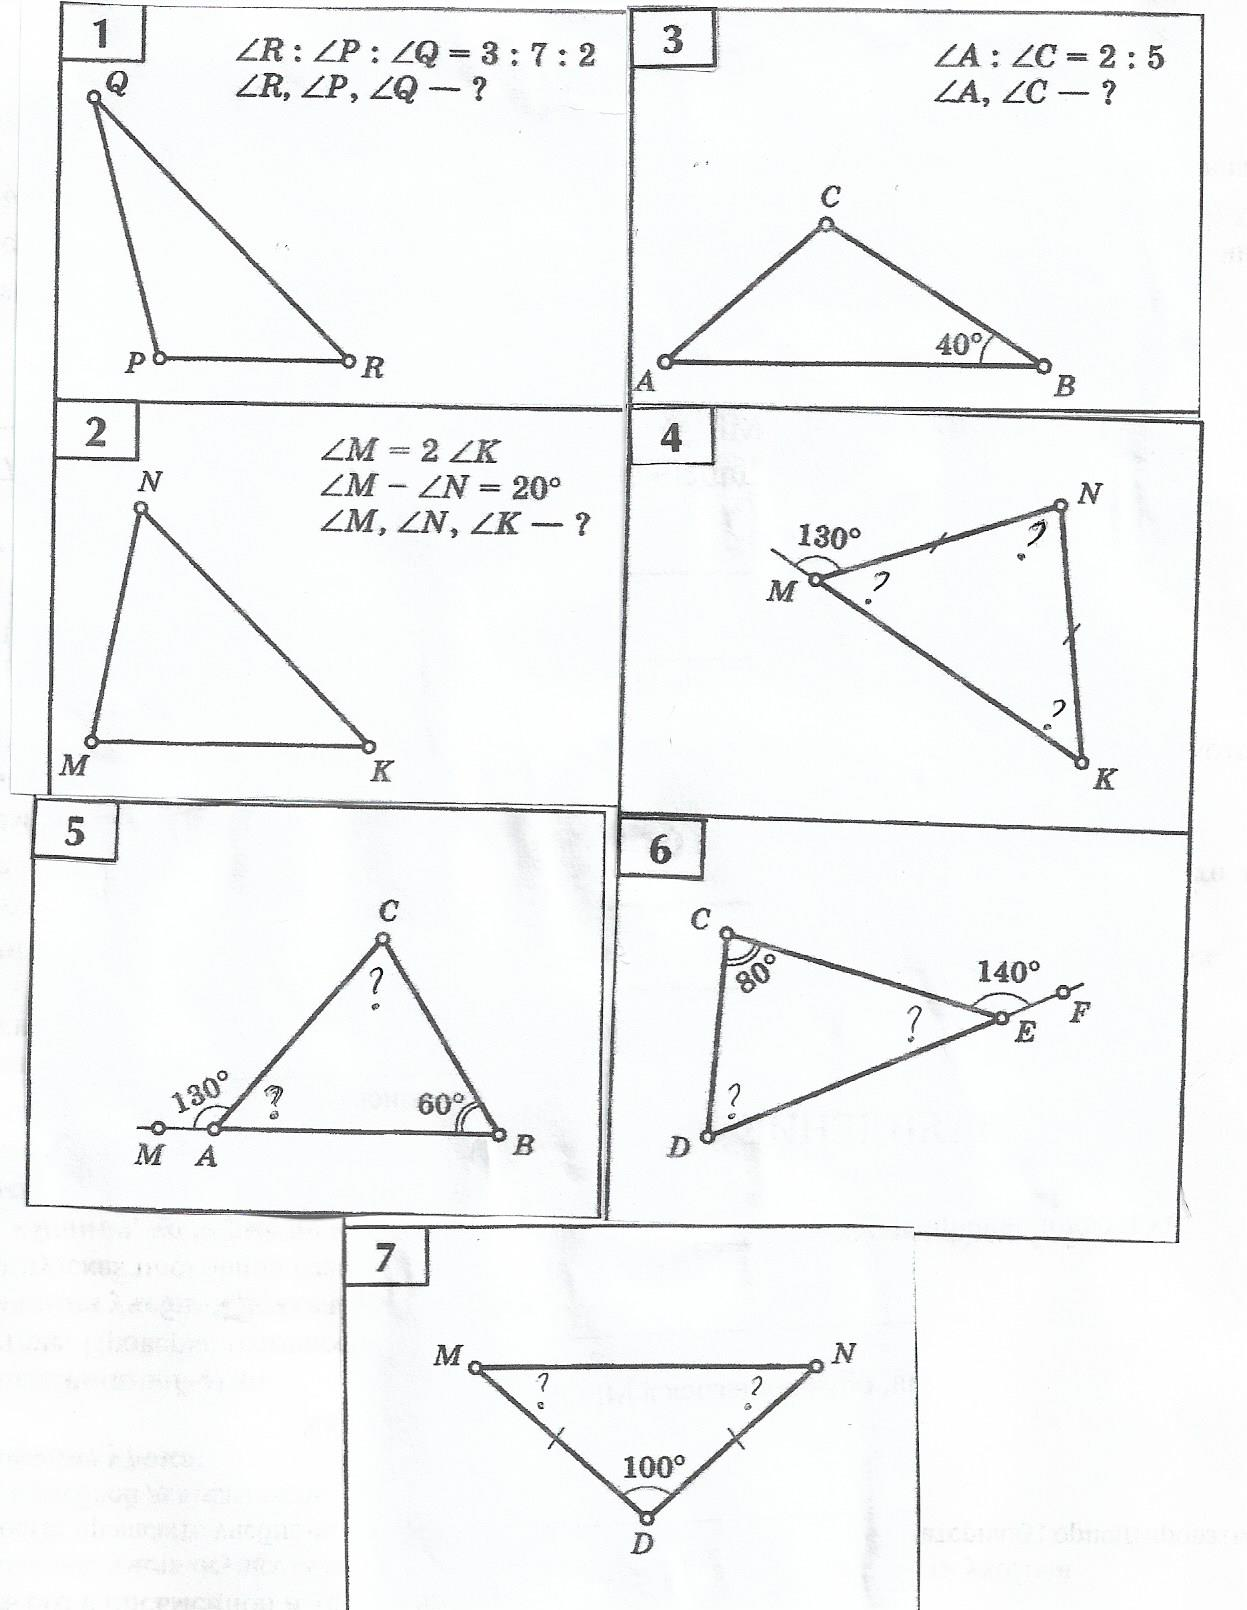 1
∠R : ∠P : ∠Q = 3 : 7 : 2
∠R, ∠P, ∠Q — ?
Q
P
R
3
∠A : ∠C = 2 : 5
∠A, ∠C — ?
C
40°
A
B
2
∠M = 2 ∠K
∠M − ∠N = 20°
∠M, ∠N, ∠K — ?
N
M
K
4
N
130°
?
M
?
?
K
5
C
?
130°
?
60°
M
A
B
6
C
80°
140°
?
E
F
?
D
7
M
N
?
?
100°
D